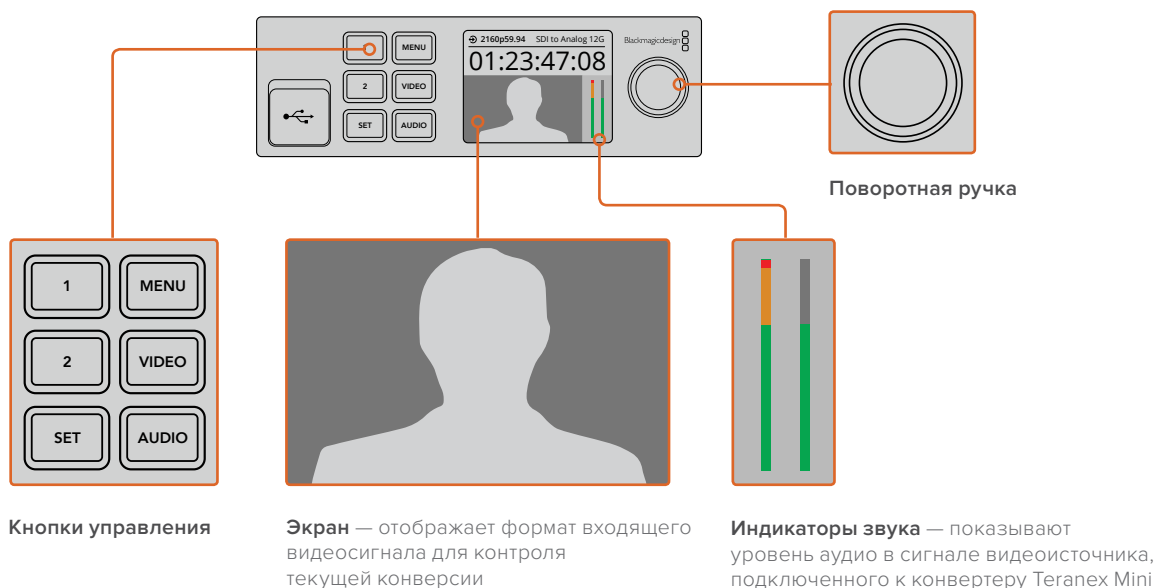 2160p59.94 SDI to Analog 12G
01:23:47:08
Blackmagicdesign
MENU
2 VIDEO
SET AUDIO
Поворотная ручка
1 MENU
2 VIDEO
SET AUDIO
Кнопки управления
Экран — отображает формат входящего
видеосигнала для контроля
текущей конверсии
Индикаторы звука — показывают
уровень аудио в сигнале видеоисточника,
подключенного к конвертеру Teranex Mini